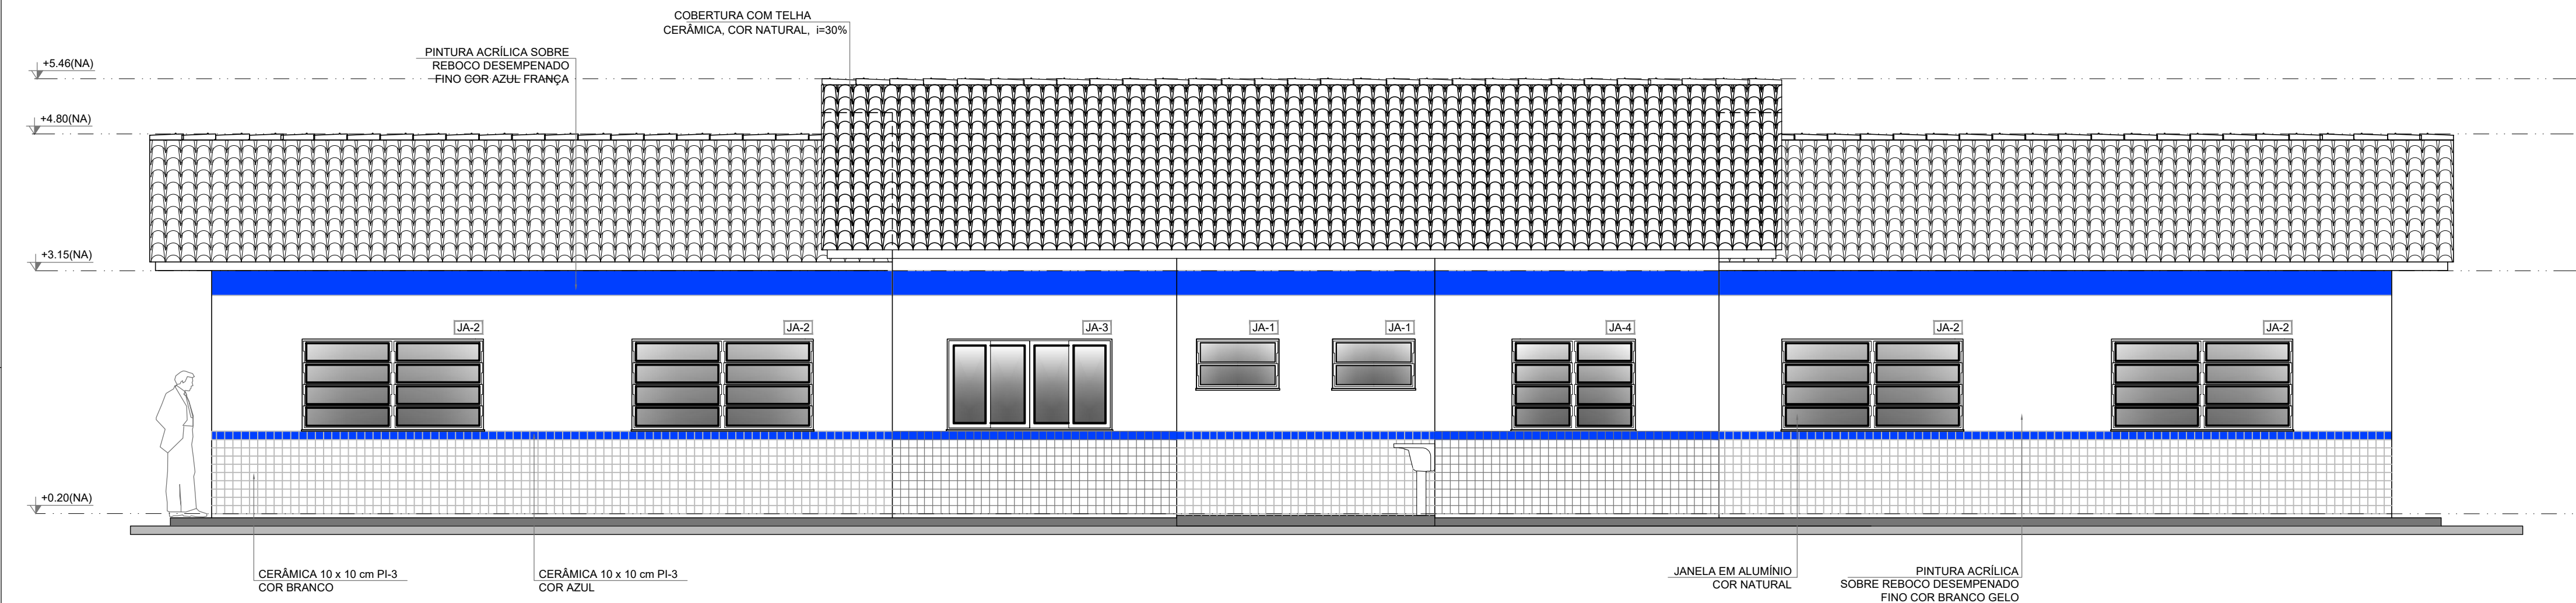 COBERTURA COM TELHA
CERÂMICA, COR NATURAL, i=30%
PINTURA ACRÍLICA SOBRE
REBOCO DESEMPENADO
FINO COR AZUL FRANÇA
+5.46(NA)
+4.80(NA)
+3.15(NA)
JA-2
JA-2
JA-3
JA-1
JA-1
JA-4
JA-2
JA-2
+0.20(NA)
CERÂMICA 10 x 10 cm PI-3
COR BRANCO
CERÂMICA 10 x 10 cm PI-3
COR AZUL
JANELA EM ALUMÍNIO
COR NATURAL
PINTURA ACRÍLICA
SOBRE REBOCO DESEMPENADO
FINO COR BRANCO GELO